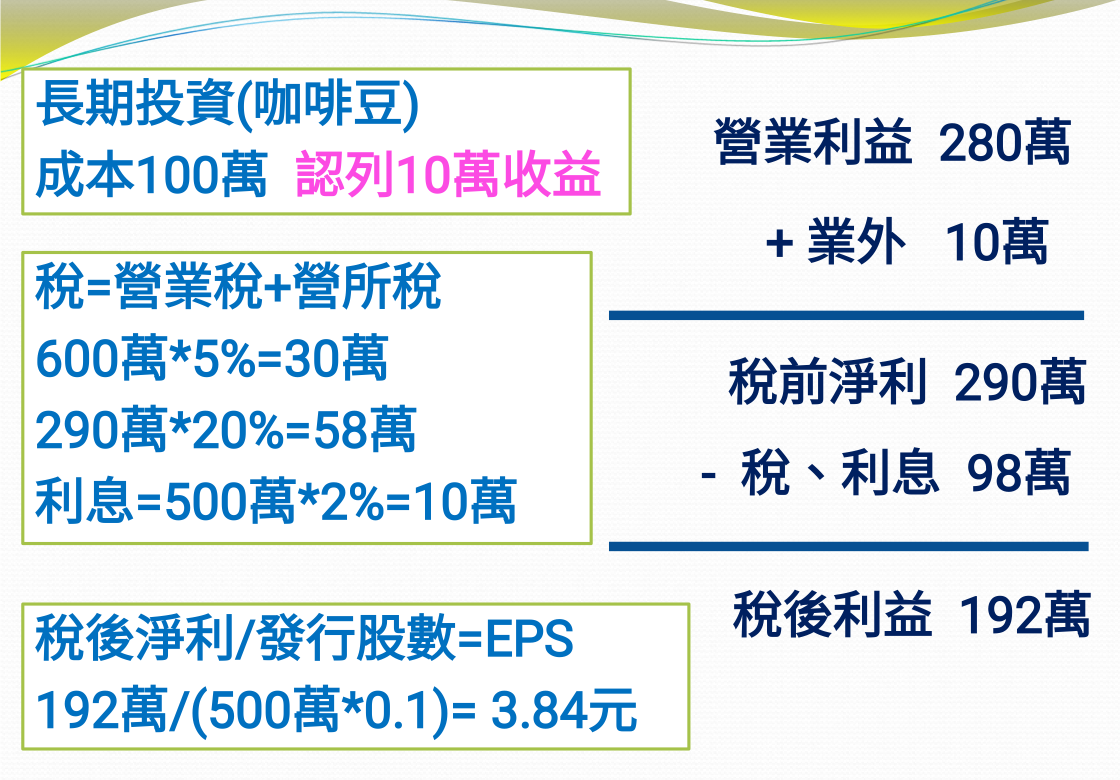 長期投資(咖啡豆)
成本100萬 認列10萬收益
稅=營業稅+營所稅
600萬*5%=30萬
290萬*20%=58萬
利息=500萬*2%=10萬
稅後淨利/發行股數=EPS
192萬/(500萬*0.1)= 3.84元
營業利益 280萬
+ 業外 10萬
稅前淨利 290萬
- 稅、利息 98萬
稅後利益 192萬